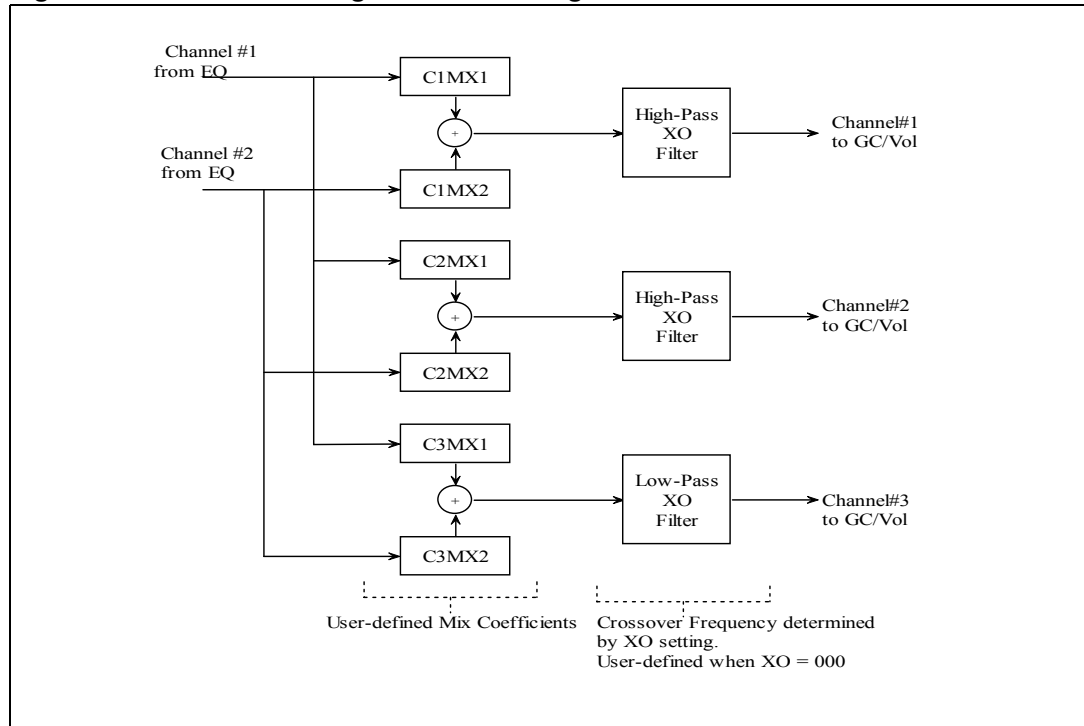 Channel #1
from EQ
C1MX1
High-Pass
XO
Filter
Channel#1
to GC/Vol
+
Channel #2
from EQ
C1MX2
C2MX1
High-Pass
XO
Filter
Channel#2
to GC/Vol
+
C2MX2
C3MX1
Low-Pass
XO
Filter
Channel#3
to GC/Vol
+
C3MX2
User-defined Mix Coefficients
Crossover Frequency determined
by XO setting.
User-defined when XO = 000